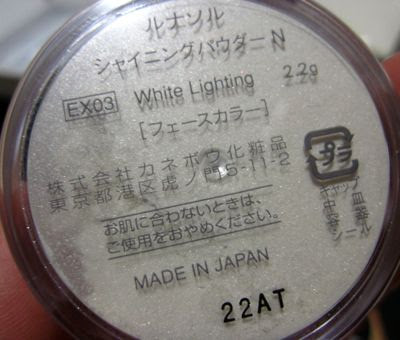 ルナソル
シャイニングパウダー N
EX03 White Lighting 2.2g
[フェースカラー]
株式会社カネボウ化粧品
東京都港区虎ノ門5-11-2
お肌に合わないときは、
ご使用をおやめください。
MADE IN JAPAN
22AT
プラ
キャップ
中皿
容器
シール